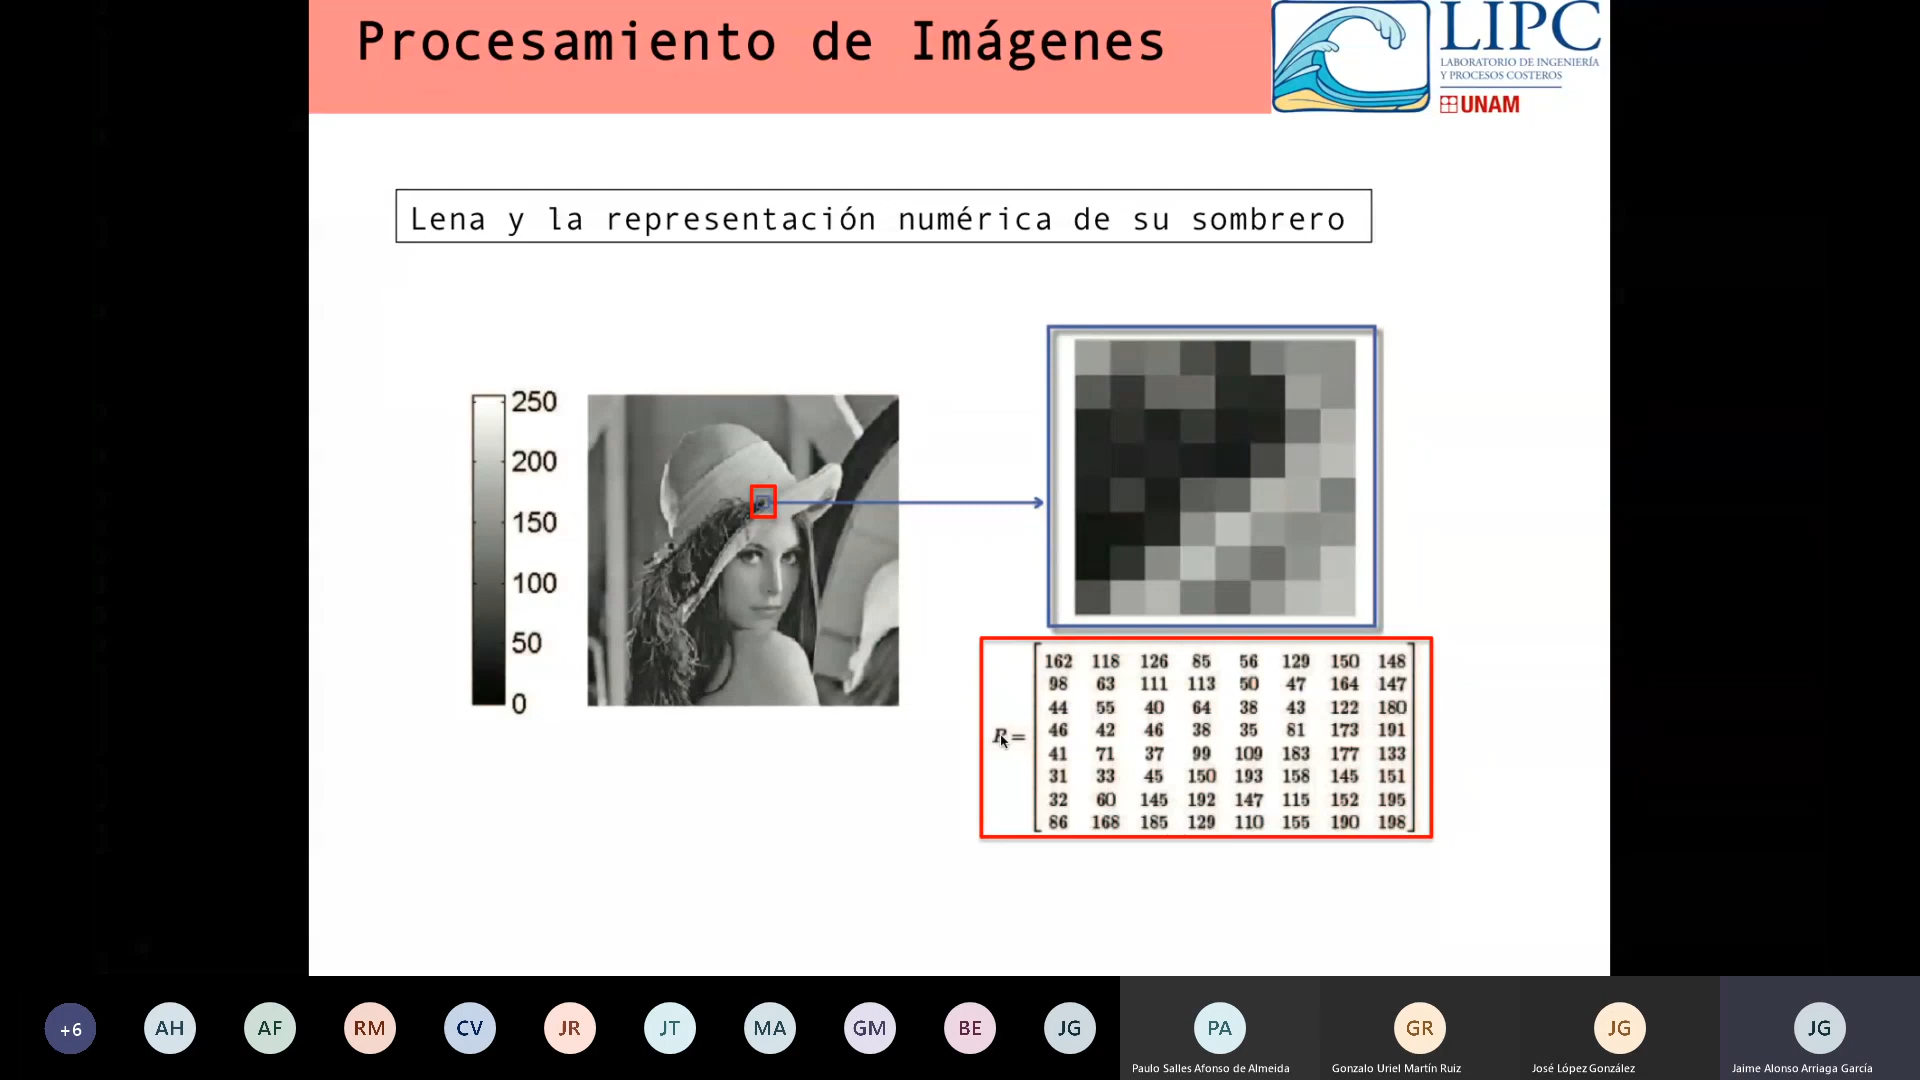 Procesamiento de Imágenes
LIPC
LABORATORIO DE INGENIERÍA
Y PROCESOS COSTEROS
UNAM
Lena y la representación numérica de su sombrero
250
200
150
100
50
0
R =
162 118 126 85 56 129 150 148
98 63 111 113 50 47 164 147
44 55 40 64 38 43 122 180
46 42 46 38 35 81 173 191
41 71 37 99 109 183 177 133
31 33 45 150 193 158 145 151
32 60 145 192 147 115 152 195
86 168 185 129 110 155 190 198
+6 AH AF RM CV JR JT MA GM BE JG PA GR JG JG
Paulo Salles Afonso de Almeida Gonzalo Uriel Martín Ruiz José López González Jaime Alonso Arriaga García